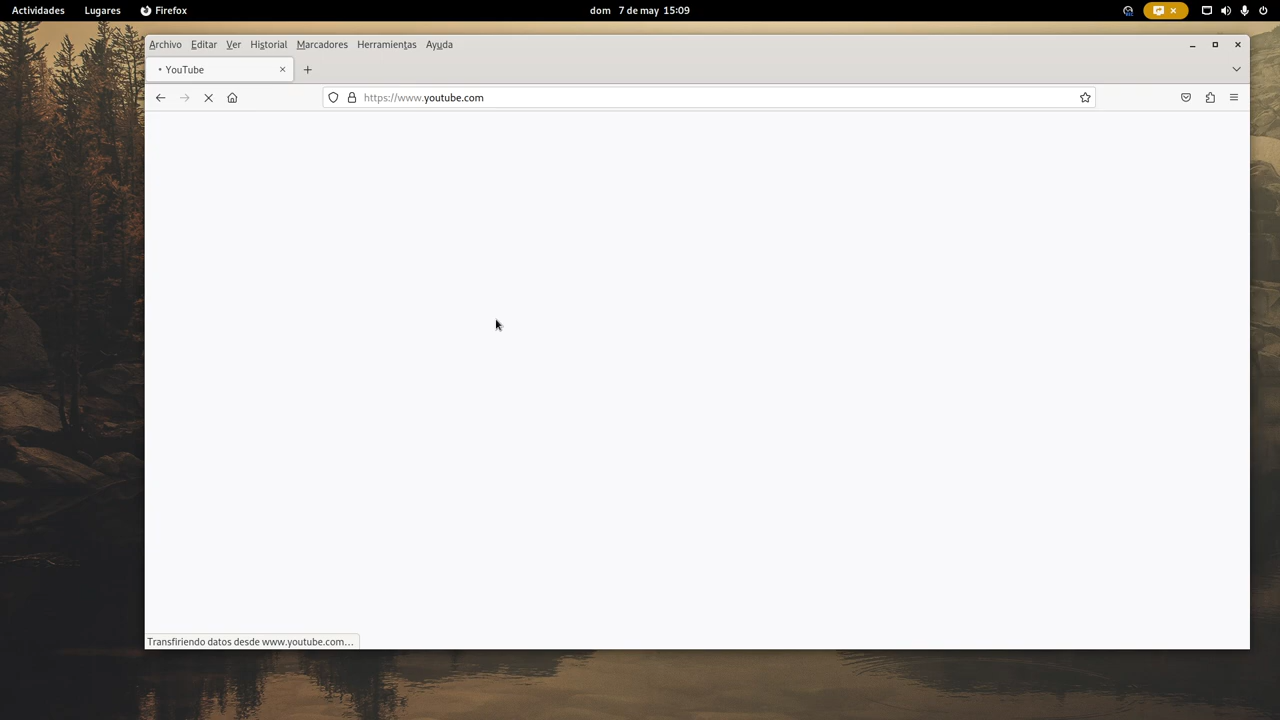 Actividades Lugares Firefox dom 7 de may 15:09
Archivo Editar Ver Historial Marcadores Herramientas Ayuda
YouTube
https://www.youtube.com
Transfiriendo datos desde www.youtube.com…